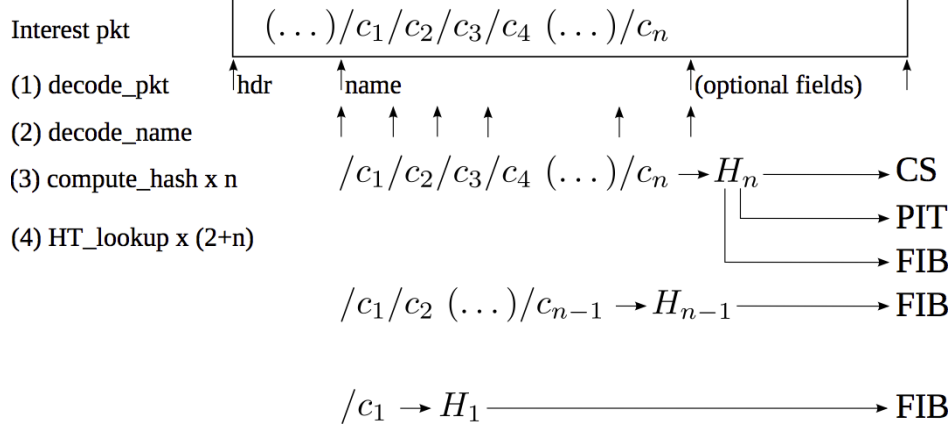 Interest pkt (...)/c₁/c₂/c₃/c₄ (...)/cₙ
(1) decode_pkt hdr name (optional fields)
(2) decode_name
(3) compute_hash x n /c₁/c₂/c₃/c₄ (...)/cₙ → Hₙ → CS
PIT
(4) HT_lookup x (2+n)
FIB
/c₁/c₂ (...)/cₙ₋₁ → Hₙ₋₁ → FIB
/c₁ → H₁ → FIB